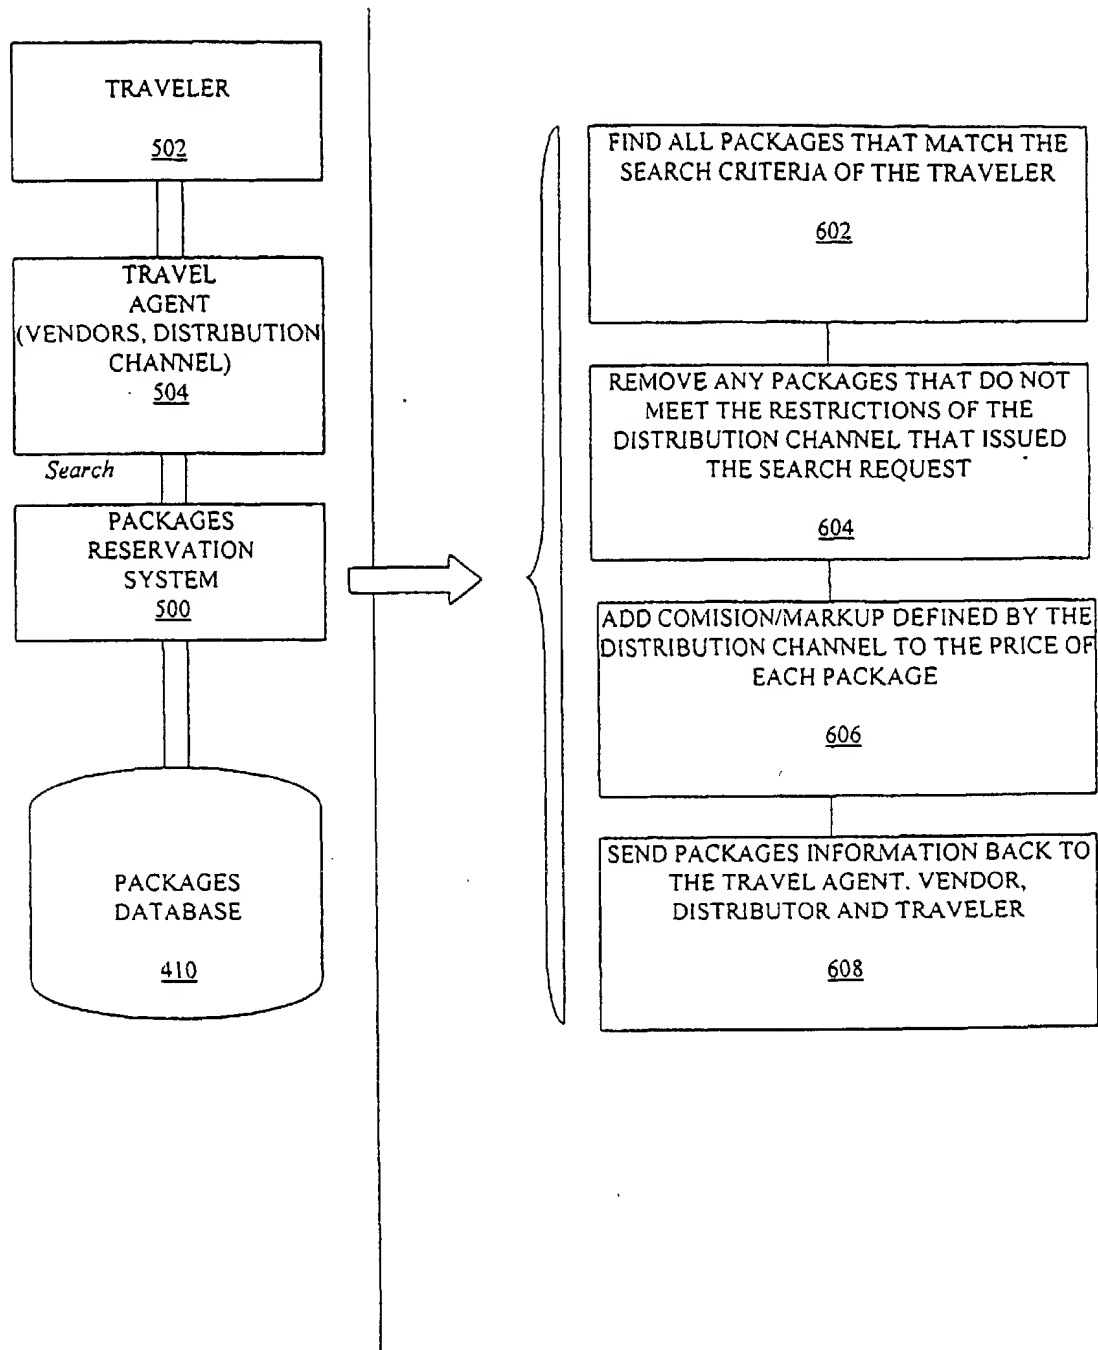 TRAVELER
502
TRAVEL
AGENT
(VENDORS, DISTRIBUTION
CHANNEL)
504
Search
PACKAGES
RESERVATION
SYSTEM
500
PACKAGES
DATABASE
410
FIND ALL PACKAGES THAT MATCH THE
SEARCH CRITERIA OF THE TRAVELER
602
REMOVE ANY PACKAGES THAT DO NOT
MEET THE RESTRICTIONS OF THE
DISTRIBUTION CHANNEL THAT ISSUED
THE SEARCH REQUEST
604
ADD COMISION/MARKUP DEFINED BY THE
DISTRIBUTION CHANNEL TO THE PRICE OF
EACH PACKAGE
606
SEND PACKAGES INFORMATION BACK TO
THE TRAVEL AGENT. VENDOR,
DISTRIBUTOR AND TRAVELER
608